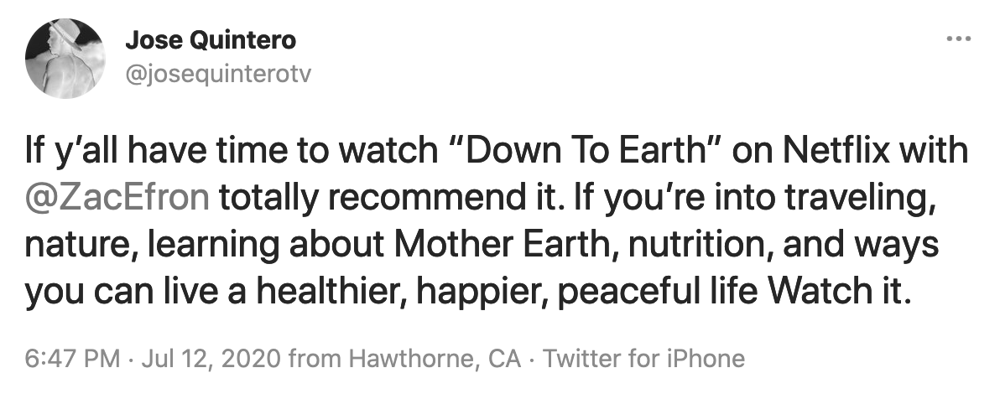 Jose Quintero
@josequinterotv
If y’all have time to watch “Down To Earth” on Netflix with
@ZacEfron totally recommend it. If you’re into traveling,
nature, learning about Mother Earth, nutrition, and ways
you can live a healthier, happier, peaceful life Watch it.
6:47 PM · Jul 12, 2020 from Hawthorne, CA · Twitter for iPhone